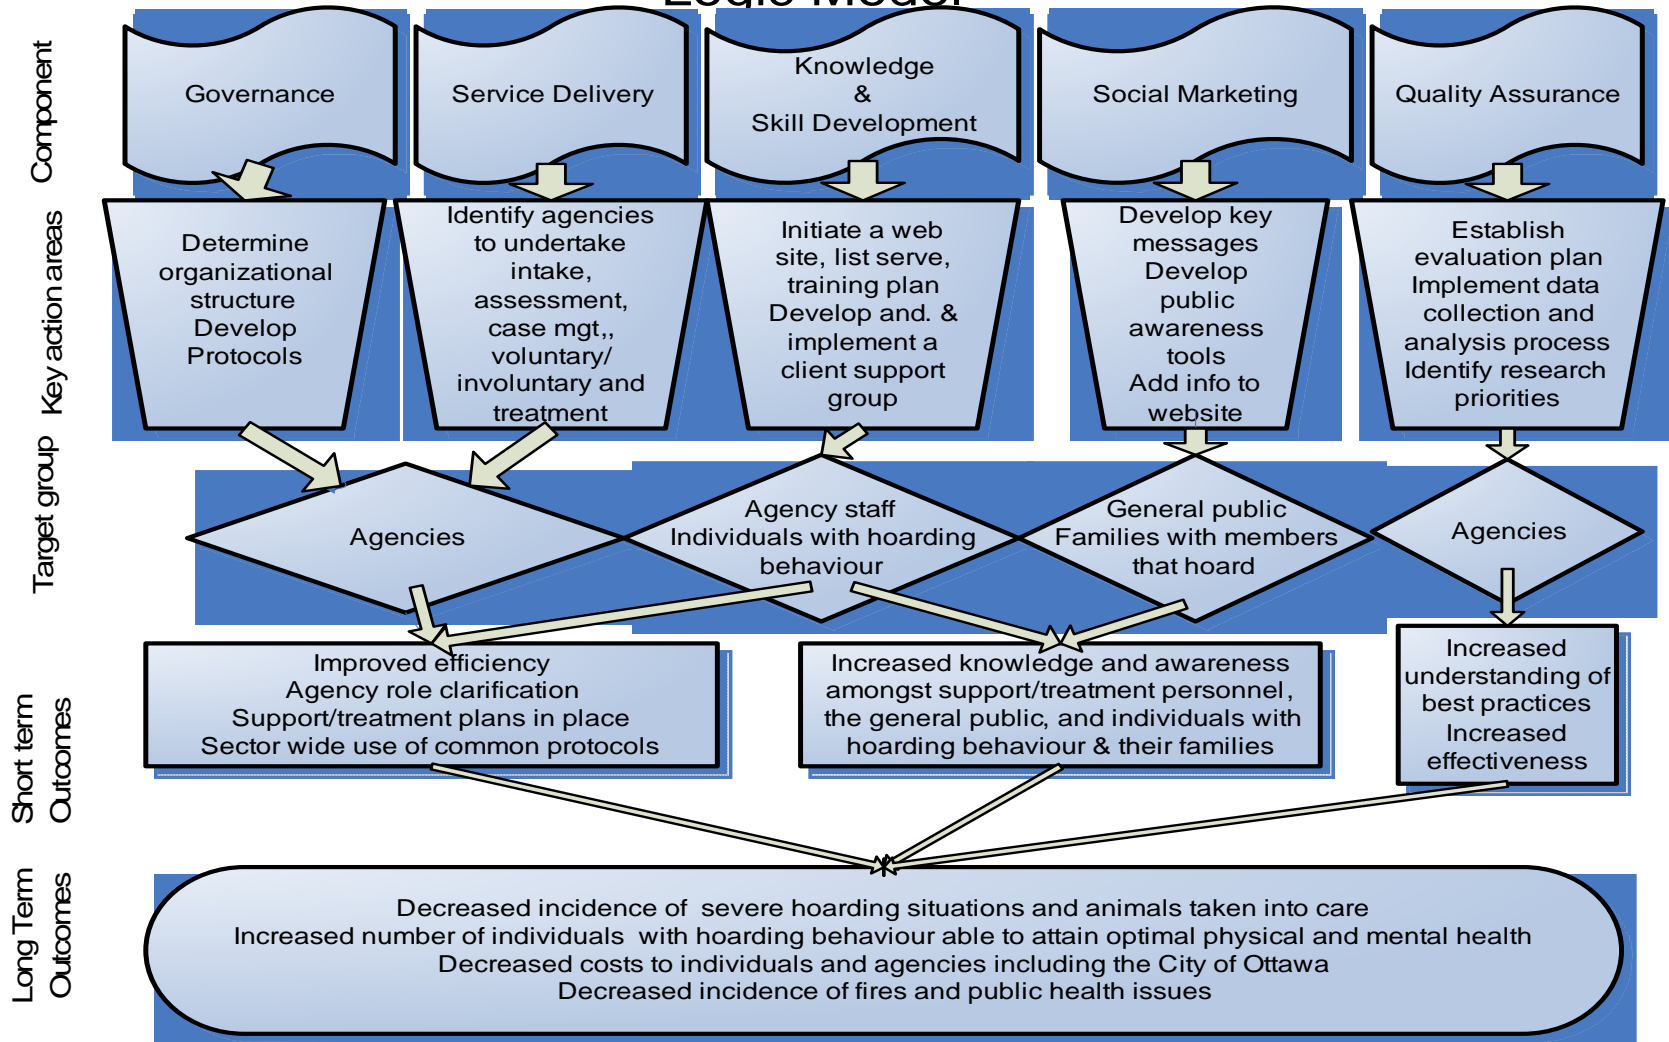 Logic Model
Component
Governance
Service Delivery
Knowledge
&
Skill Development
Social Marketing
Quality Assurance
Key action areas
Determine
organizational
structure
Develop
Protocols
Identify agencies
to undertake
intake,
assessment,
case mgt,,
voluntary/
involuntary and
treatment
Initiate a web
site, list serve,
training plan
Develop and. &
implement a
client support
group
Develop key
messages
Develop
public
awareness
tools
Add info to
website
Establish
evaluation plan
Implement data
collection and
analysis process
Identify research
priorities
Target group
Agencies
Agency staff
Individuals with hoarding
behaviour
General public
Families with members
that hoard
Agencies
Short term
Outcomes
Improved efficiency
Agency role clarification
Support/treatment plans in place
Sector wide use of common protocols
Increased knowledge and awareness
amongst support/treatment personnel,
the general public, and individuals with
hoarding behaviour & their families
Increased
understanding of
best practices
Increased
effectiveness
Long Term
Outcomes
Decreased incidence of severe hoarding situations and animals taken into care
Increased number of individuals with hoarding behaviour able to attain optimal physical and mental health
Decreased costs to individuals and agencies including the City of Ottawa
Decreased incidence of fires and public health issues